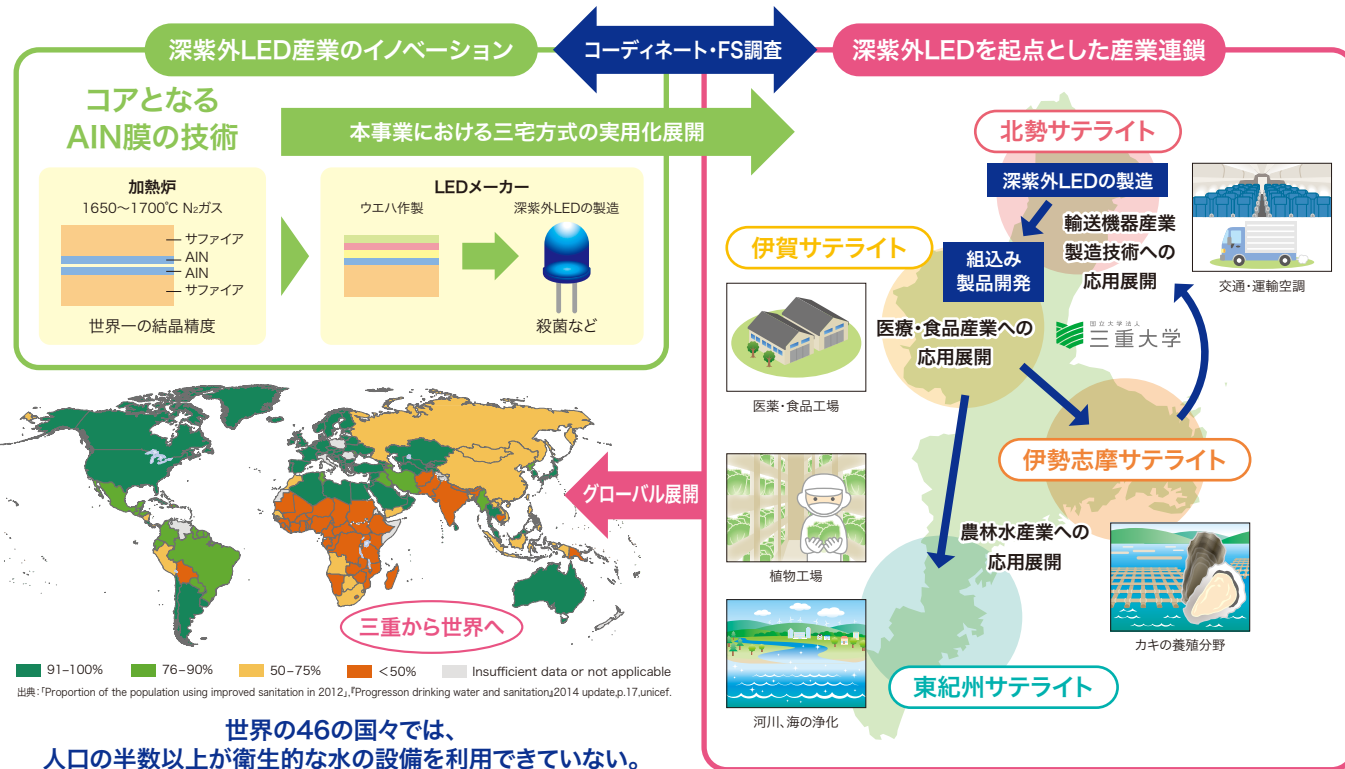 深紫外LED産業のイノベーション
コーディネート・FS調査
深紫外LEDを起点とした産業連鎖
コアとなる
AlN膜の技術
本事業における三宅方式の実用化展開
加熱炉
1650〜1700℃ N₂ガス
サファイア
AlN
AlN
サファイア
世界一の結晶精度
LEDメーカー
ウエハ作製
深紫外LEDの製造
殺菌など
北勢サテライト
深紫外LEDの製造
輸送機器産業
製造技術への
応用展開
交通・運輸空調
伊賀サテライト
組込み
製品開発
医療・食品産業への
応用展開
医薬・食品工場
国立大学法人
三重大学
伊勢志摩サテライト
グローバル展開
農林水産業への
応用展開
植物工場
カキの養殖分野
東紀州サテライト
河川、海の浄化
三重から世界へ
91–100%
76–90%
50–75%
<50%
Insufficient data or not applicable
出典:「Proportion of the population using improved sanitation in 2012」,『Progresson drinking water and sanitation』2014 update,p.17,unicef.
世界の46の国々では、
人口の半数以上が衛生的な水の設備を利用できていない。